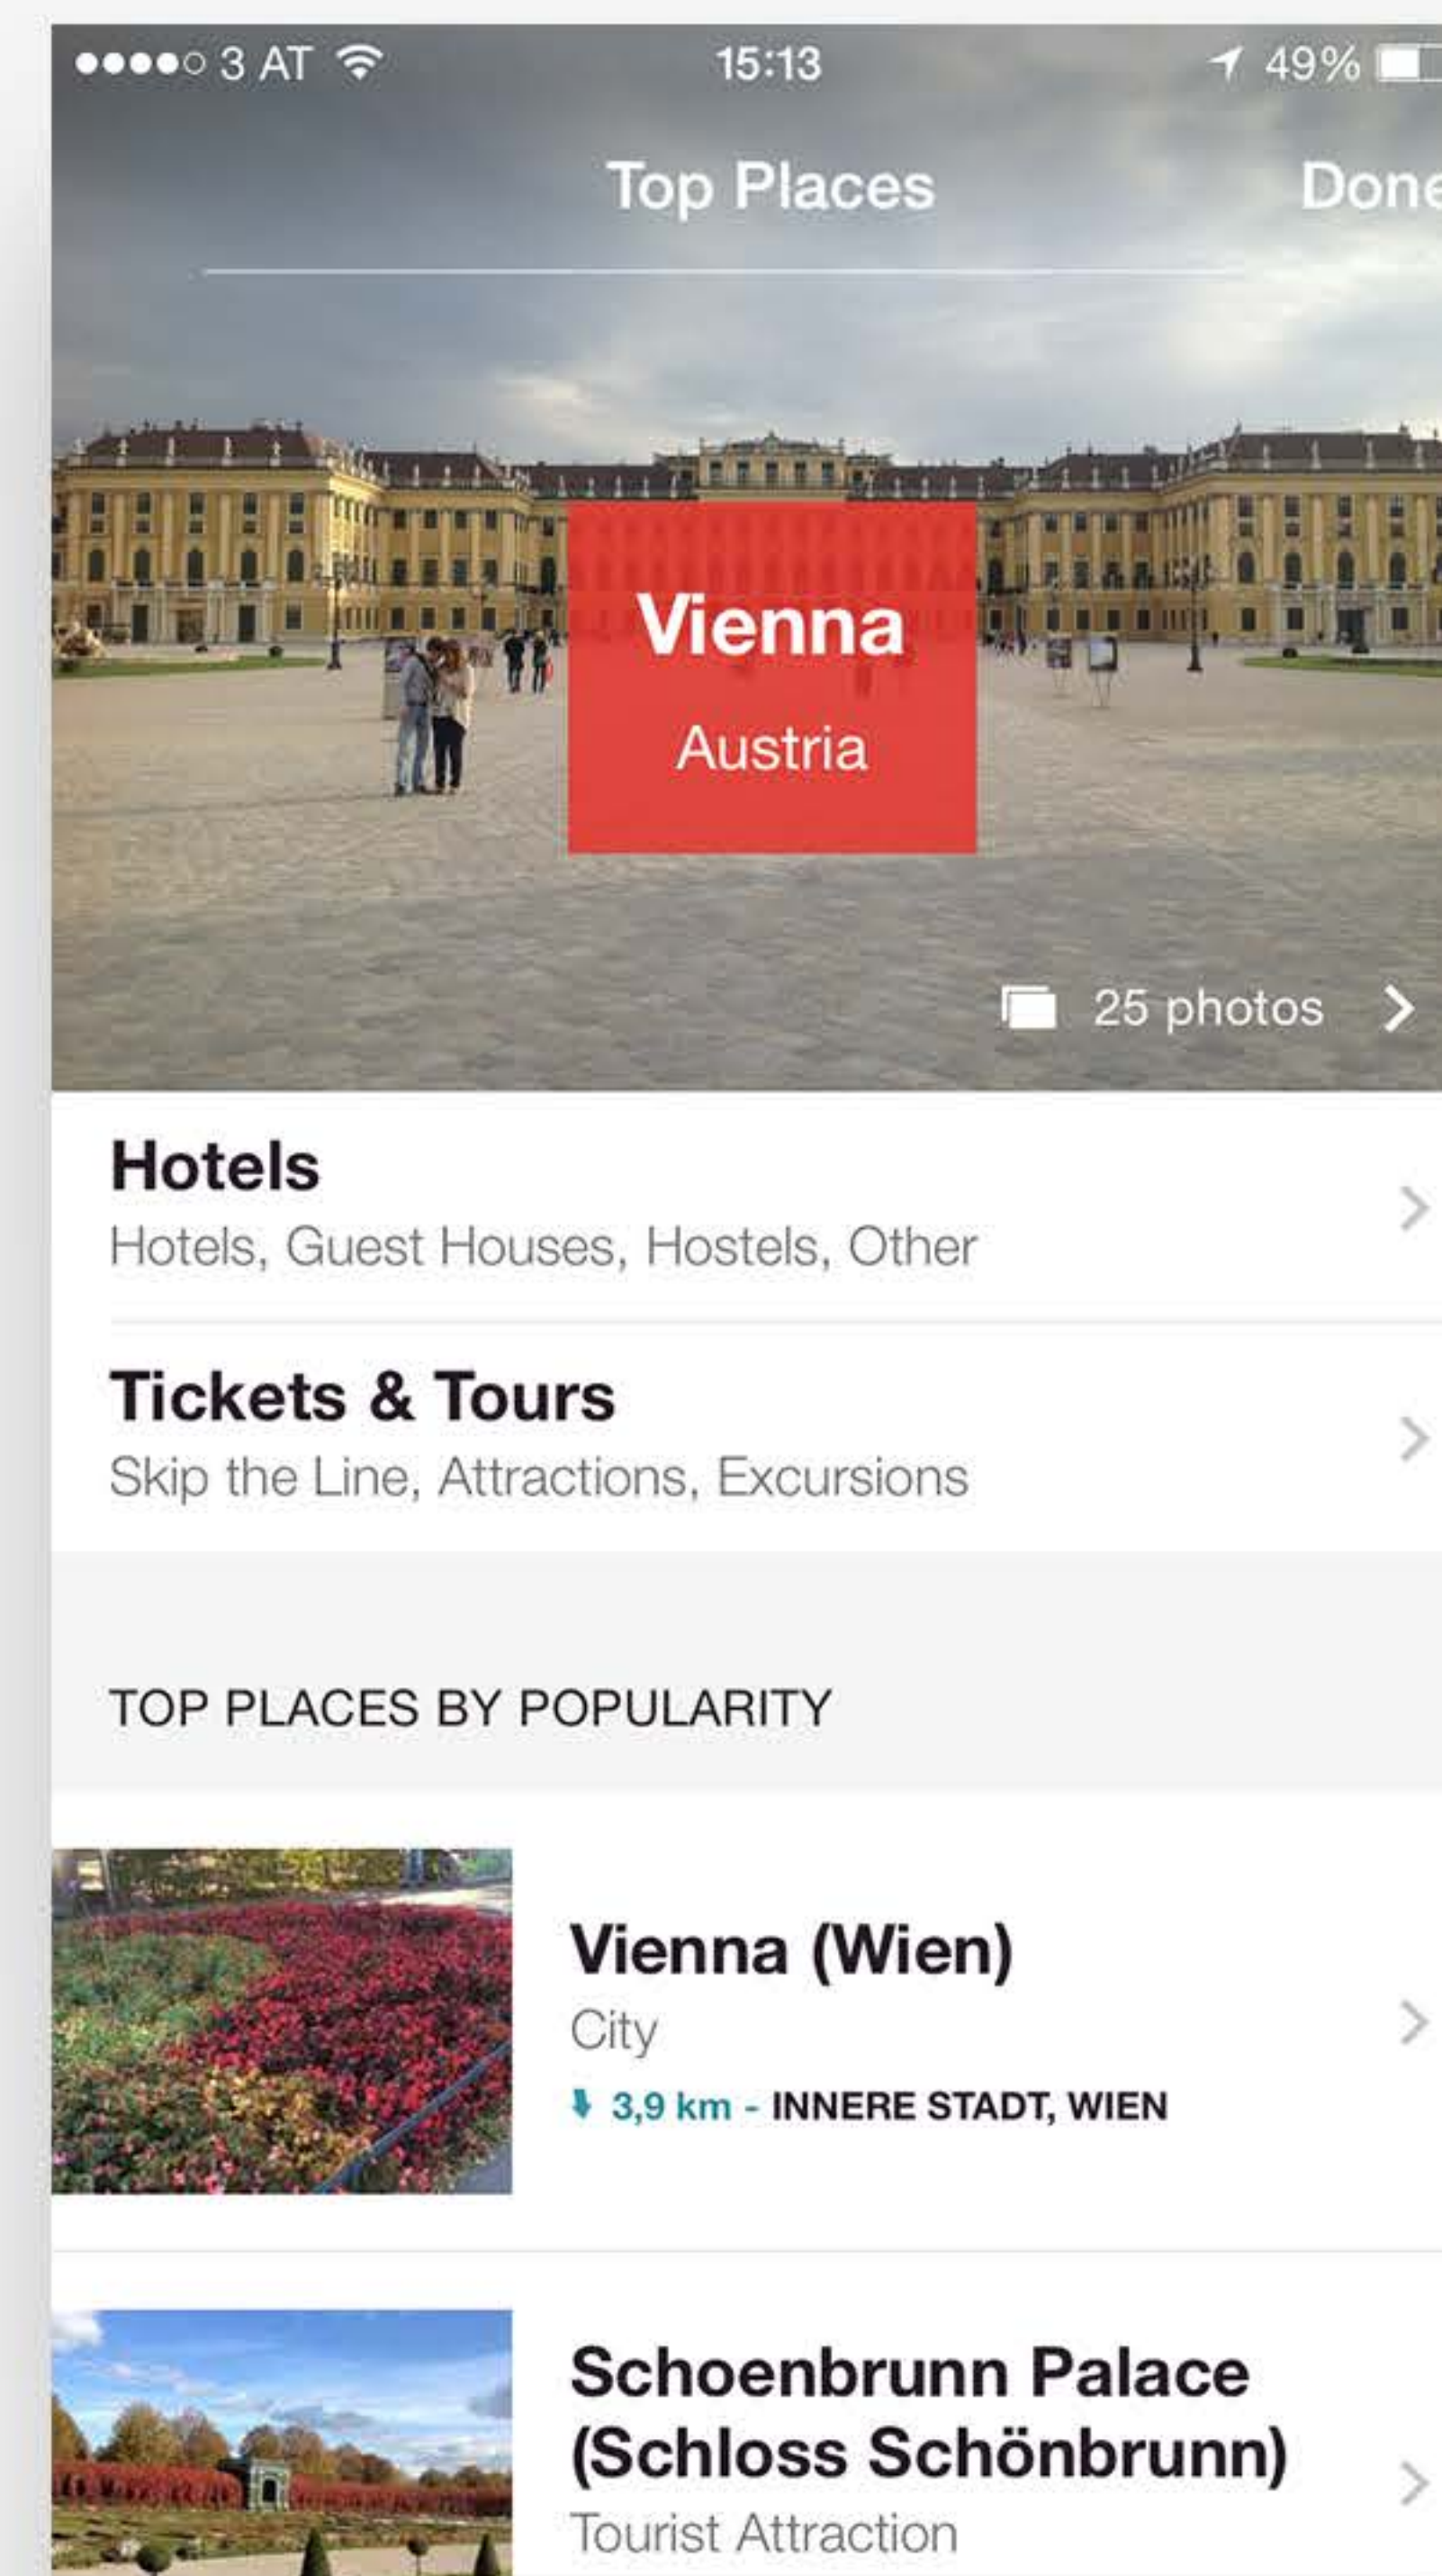 3 AT 15:13 49%
Top Places Done
Vienna
Austria
25 photos
Hotels
Hotels, Guest Houses, Hostels, Other
Tickets & Tours
Skip the Line, Attractions, Excursions
TOP PLACES BY POPULARITY
Vienna (Wien)
City
3,9 km - INNERE STADT, WIEN
Schoenbrunn Palace
(Schloss Schönbrunn)
Tourist Attraction